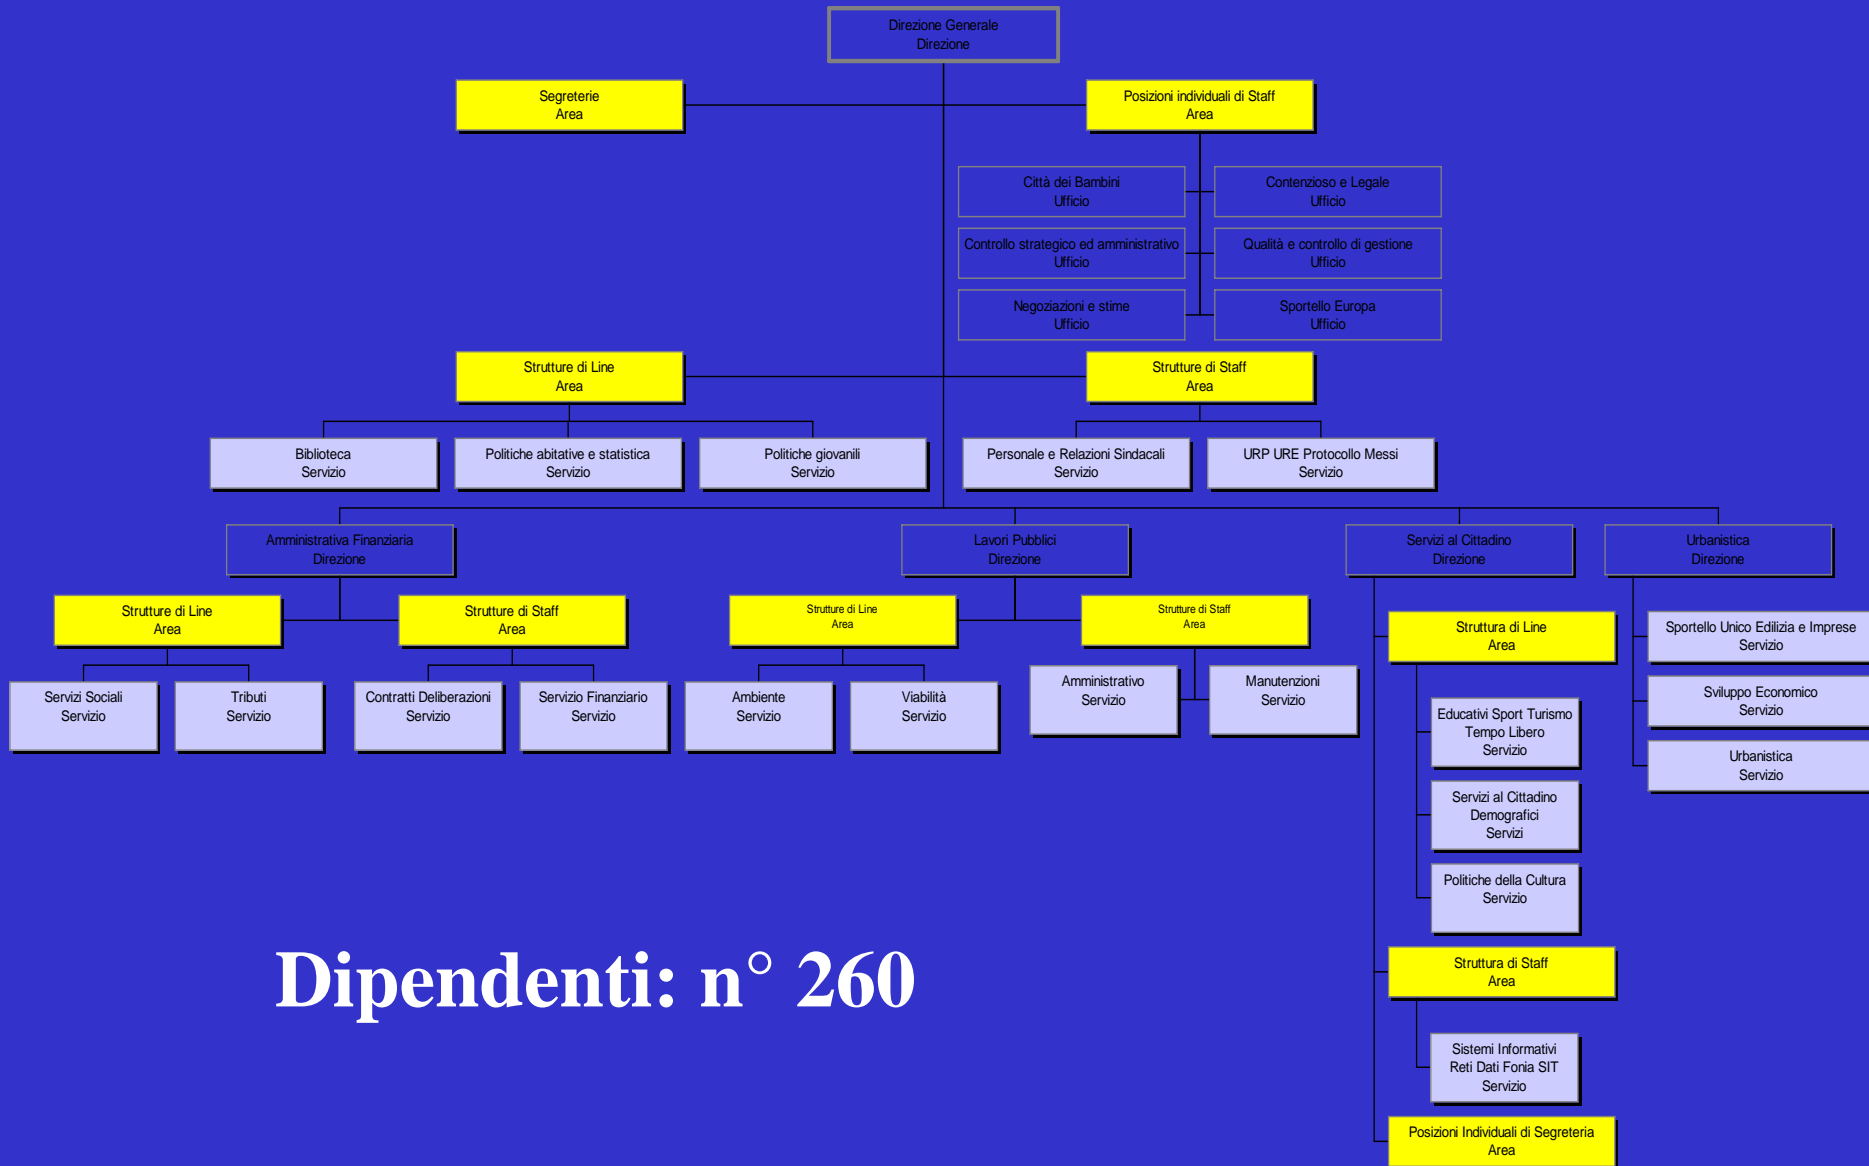 Direzione Generale
Direzione
Segreterie
Area
Posizioni individuali di Staff
Area
Città dei Bambini
Ufficio
Contenzioso e Legale
Ufficio
Controllo strategico ed amministrativo
Ufficio
Qualità e controllo di gestione
Ufficio
Negoziazioni e stime
Ufficio
Sportello Europa
Ufficio
Strutture di Line
Area
Strutture di Staff
Area
Biblioteca
Servizio
Politiche abitative e statistica
Servizio
Politiche giovanili
Servizio
Personale e Relazioni Sindacali
Servizio
URP URE Protocollo Messi
Servizio
Amministrativa Finanziaria
Direzione
Lavori Pubblici
Direzione
Servizi al Cittadino
Direzione
Urbanistica
Direzione
Strutture di Line
Area
Strutture di Staff
Area
Strutture di Line
Area
Strutture di Staff
Area
Servizi Sociali
Servizio
Tributi
Servizio
Contratti Deliberazioni
Servizio
Servizio Finanziario
Servizio
Ambiente
Servizio
Viabilità
Servizio
Amministrativo
Servizio
Manutenzioni
Servizio
Struttura di Line
Area
Educativi Sport Turismo
Tempo Libero
Servizio
Servizi al Cittadino
Demografici
Servizi
Politiche della Cultura
Servizio
Struttura di Staff
Area
Sistemi Informativi
Reti Dati Fonia SIT
Servizio
Posizioni Individuali di Segreteria
Area
Sportello Unico Edilizia e Imprese
Servizio
Sviluppo Economico
Servizio
Urbanistica
Servizio
Dipendenti: n° 260